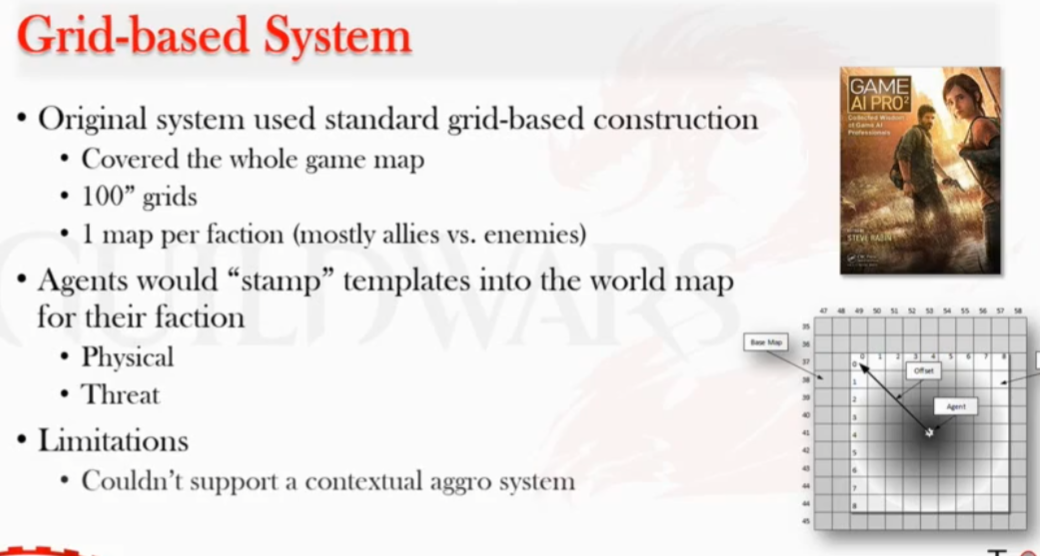 Grid-based System
• Original system used standard grid-based construction
• Covered the whole game map
• 100” grids
• 1 map per faction (mostly allies vs. enemies)
• Agents would “stamp” templates into the world map
for their faction
• Physical
• Threat
• Limitations
• Couldn’t support a contextual aggro system
GUILDWARS
GAME
AI PRO²
Collected Wisdom
of Game AI
Professionals
STEVE RABIN
47 48 49 50 51 52 53 54 55 56 57 58
35
36
37
38
39
40
41
42
43
44
44
45
0 1 2 3 4 5 6 7 8
0
1
2
3
4
5
6
7
8
Base Map
Offset
Agent